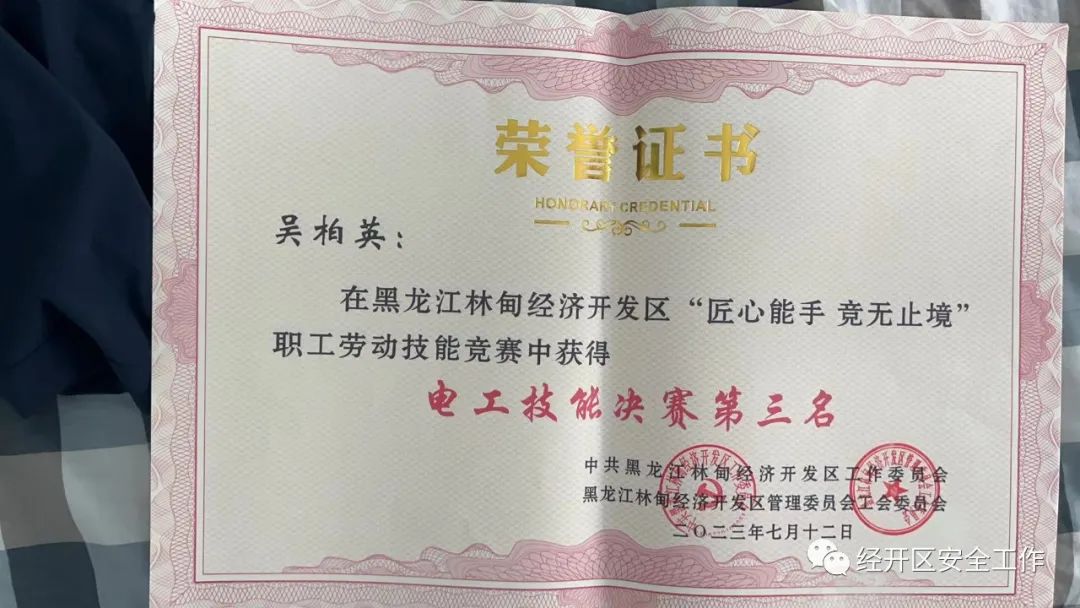 荣誉证书
HONORARY CREDENTIAL
吴柏英：
在黑龙江林甸经济开发区“匠心能手 竞无止境”
职工劳动技能竞赛中获得
电工技能决赛第三名
中共黑龙江林甸经济开发区工作委员会
黑龙江林甸经济开发区管理委员会工会委员会
二〇二三年七月十二日
经开区安全工作